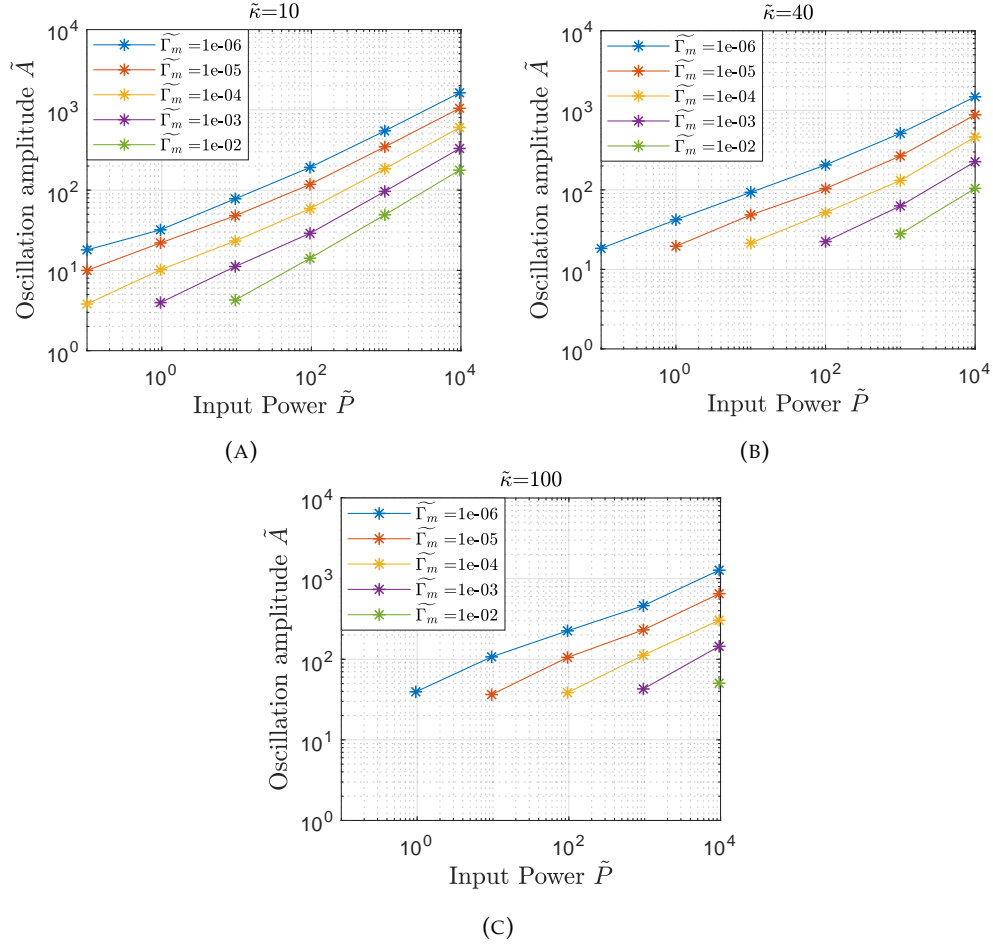 κ̃=10
Oscillation amplitude Ã
10⁴
10³
10²
10¹
10⁰
Γ̃ₘ =1e-06
Γ̃ₘ =1e-05
Γ̃ₘ =1e-04
Γ̃ₘ =1e-03
Γ̃ₘ =1e-02
10⁰ 10² 10⁴
Input Power P̃
(A)
κ̃=40
Oscillation amplitude Ã
10⁴
10³
10²
10¹
10⁰
Γ̃ₘ =1e-06
Γ̃ₘ =1e-05
Γ̃ₘ =1e-04
Γ̃ₘ =1e-03
Γ̃ₘ =1e-02
10⁰ 10² 10⁴
Input Power P̃
(B)
κ̃=100
Oscillation amplitude Ã
10⁴
10³
10²
10¹
10⁰
Γ̃ₘ =1e-06
Γ̃ₘ =1e-05
Γ̃ₘ =1e-04
Γ̃ₘ =1e-03
Γ̃ₘ =1e-02
10⁰ 10² 10⁴
Input Power P̃
(C)